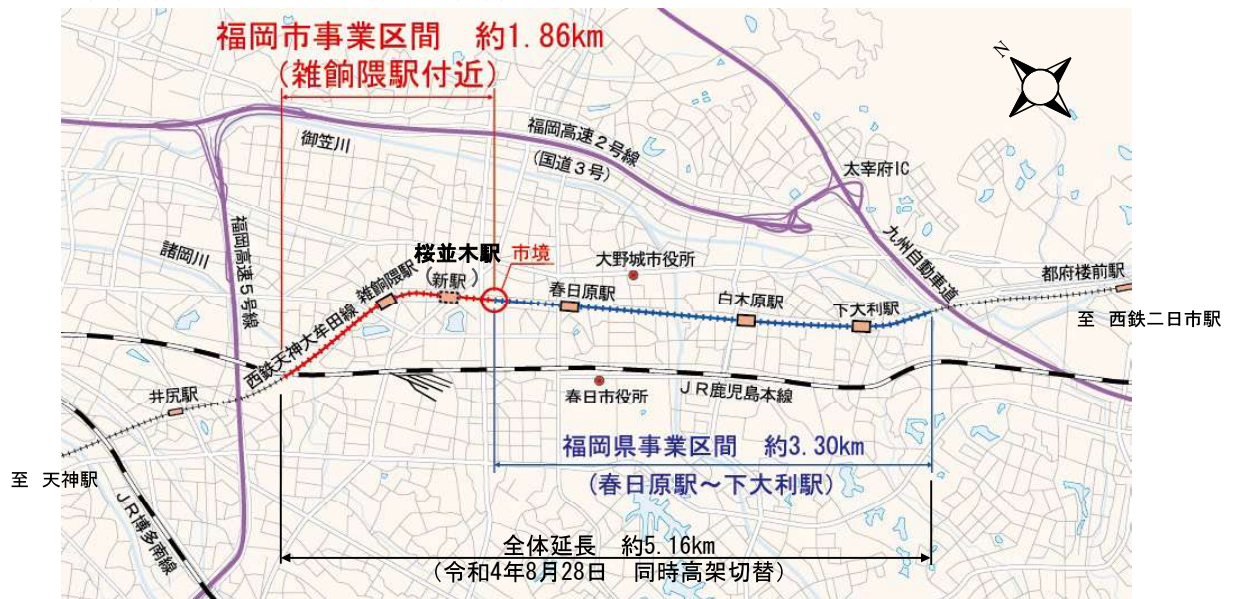 福岡市事業区間　約1.86km
(雑餉隈駅付近)
N
御笠川
福岡高速2号線
(国道3号)
太宰府IC
諸岡川
福岡高速5号線
桜並木駅
(新駅)
市境
大野城市役所
九州自動車道
都府楼前駅
雑餉隈駅
春日原駅
白木原駅
下大利駅
至　西鉄二日市駅
西鉄天神大牟田線
井尻駅
春日市役所
JR鹿児島本線
至　天神駅
JR博多南線
福岡県事業区間　約3.30km
(春日原駅～下大利駅)
全体延長　約5.16km
(令和4年8月28日　同時高架切替)